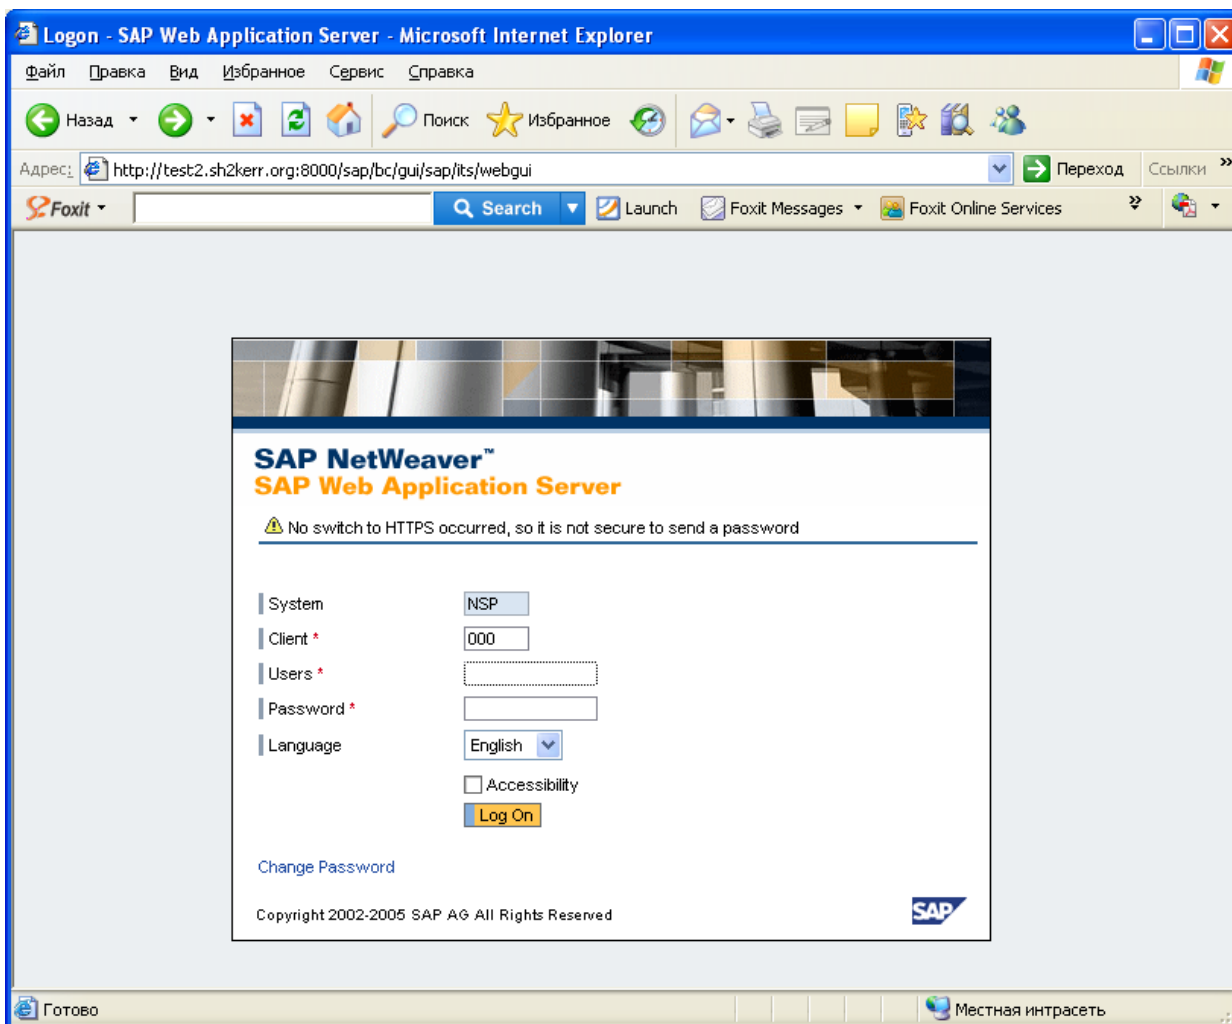 Logon - SAP Web Application Server - Microsoft Internet Explorer
Файл Правка Вид Избранное Сервис Справка
Назад Поиск Избранное
Адрес: http://test2.sh2kerr.org:8000/sap/bc/gui/sap/its/webgui Переход Ссылки »
Foxit Search Launch Foxit Messages Foxit Online Services
SAP NetWeaver™
SAP Web Application Server
No switch to HTTPS occurred, so it is not secure to send a password
System NSP
Client * 000
Users *
Password *
Language English
Accessibility
Log On
Change Password
Copyright 2002-2005 SAP AG All Rights Reserved
SAP
Готово Местная интрасеть